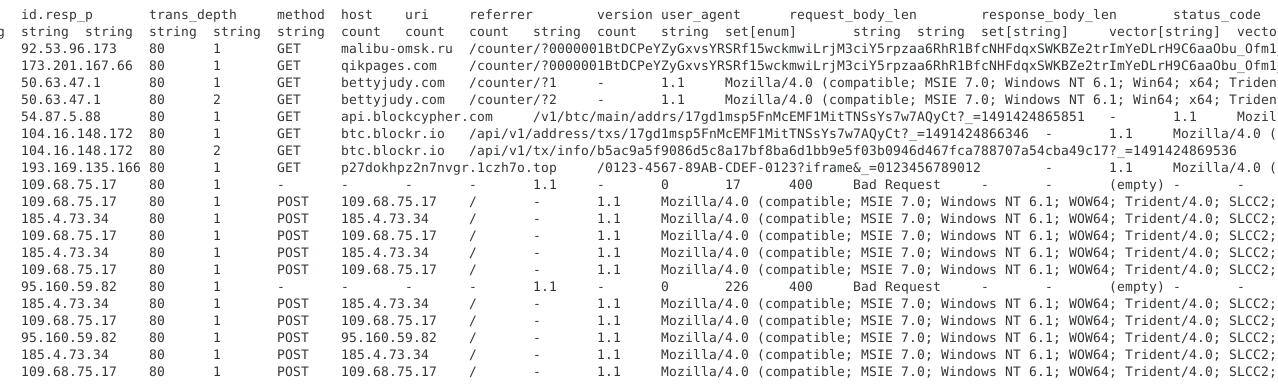 id.resp_p trans_depth method host uri referrer version user_agent request_body_len response_body_len status_code
string string string string string count count count string set[enum] string string set[string] vector[string]
92.53.96.173 80 1 GET malibu-omsk.ru /counter/?0000001BtDCPeYZyGxvsYRSRf15wckmwiLrjM3ciY5rpzaa6RhR1BfcNHFdqxSWKBZe2trImYeDLrH9C6aaObu_Ofm1
173.201.167.66 80 1 GET qikpages.com /counter/?0000001BtDCPeYZyGxvsYRSRf15wckmwiLrjM3ciY5rpzaa6RhR1BfcNHFdqxSWKBZe2trImYeDLrH9C6aaObu_Ofm1
50.63.47.1 80 1 GET bettyjudy.com /counter/?1 - 1.1 Mozilla/4.0 (compatible; MSIE 7.0; Windows NT 6.1; Win64; x64; Triden
50.63.47.1 80 2 GET bettyjudy.com /counter/?2 - 1.1 Mozilla/4.0 (compatible; MSIE 7.0; Windows NT 6.1; Win64; x64; Triden
54.87.5.88 80 1 GET api.blockcypher.com /v1/btc/main/addrs/17gd1msp5FnMcEMF1MitTNSsYs7w7AQyCt?_=1491424865851 - 1.1 Mozil
104.16.148.172 80 1 GET btc.blockr.io /api/v1/address/txs/17gd1msp5FnMcEMF1MitTNSsYs7w7AQyCt?_=1491424866346 - 1.1 Mozilla/4.0 (
104.16.148.172 80 2 GET btc.blockr.io /api/v1/tx/info/b5ac9a5f9086d5c8a17bf8ba6d1bb9e5f03b0946d467fca788707a54cba49c17?_=1491424869536
193.169.135.166 80 1 GET p27dokhpz2n7nvgr.1czh7o.top /0123-4567-89AB-CDEF-0123?iframe&_=0123456789012 - 1.1 Mozilla/4.0 (
109.68.75.17 80 1 - - - - 1.1 - 0 17 400 Bad Request - - (empty) - -
109.68.75.17 80 1 POST 109.68.75.17 / - 1.1 Mozilla/4.0 (compatible; MSIE 7.0; Windows NT 6.1; WOW64; Trident/4.0; SLCC2;
185.4.73.34 80 1 POST 185.4.73.34 / - 1.1 Mozilla/4.0 (compatible; MSIE 7.0; Windows NT 6.1; WOW64; Trident/4.0; SLCC2;
109.68.75.17 80 1 POST 109.68.75.17 / - 1.1 Mozilla/4.0 (compatible; MSIE 7.0; Windows NT 6.1; WOW64; Trident/4.0; SLCC2;
185.4.73.34 80 1 POST 185.4.73.34 / - 1.1 Mozilla/4.0 (compatible; MSIE 7.0; Windows NT 6.1; WOW64; Trident/4.0; SLCC2;
109.68.75.17 80 1 POST 109.68.75.17 / - 1.1 Mozilla/4.0 (compatible; MSIE 7.0; Windows NT 6.1; WOW64; Trident/4.0; SLCC2;
95.160.59.82 80 1 - - - - 1.1 - 0 226 400 Bad Request - - (empty) - -
185.4.73.34 80 1 POST 185.4.73.34 / - 1.1 Mozilla/4.0 (compatible; MSIE 7.0; Windows NT 6.1; WOW64; Trident/4.0; SLCC2;
109.68.75.17 80 1 POST 109.68.75.17 / - 1.1 Mozilla/4.0 (compatible; MSIE 7.0; Windows NT 6.1; WOW64; Trident/4.0; SLCC2;
95.160.59.82 80 1 POST 95.160.59.82 / - 1.1 Mozilla/4.0 (compatible; MSIE 7.0; Windows NT 6.1; WOW64; Trident/4.0; SLCC2;
185.4.73.34 80 1 POST 185.4.73.34 / - 1.1 Mozilla/4.0 (compatible; MSIE 7.0; Windows NT 6.1; WOW64; Trident/4.0; SLCC2;
109.68.75.17 80 1 POST 109.68.75.17 / - 1.1 Mozilla/4.0 (compatible; MSIE 7.0; Windows NT 6.1; WOW64; Trident/4.0; SLCC2;